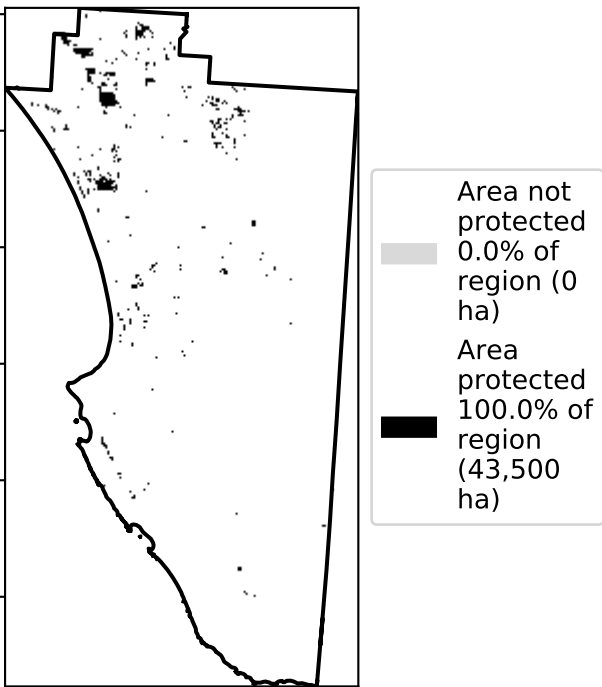 Area not
protected
0.0% of
region (0
ha)
Area
protected
100.0% of
region
(43,500
ha)